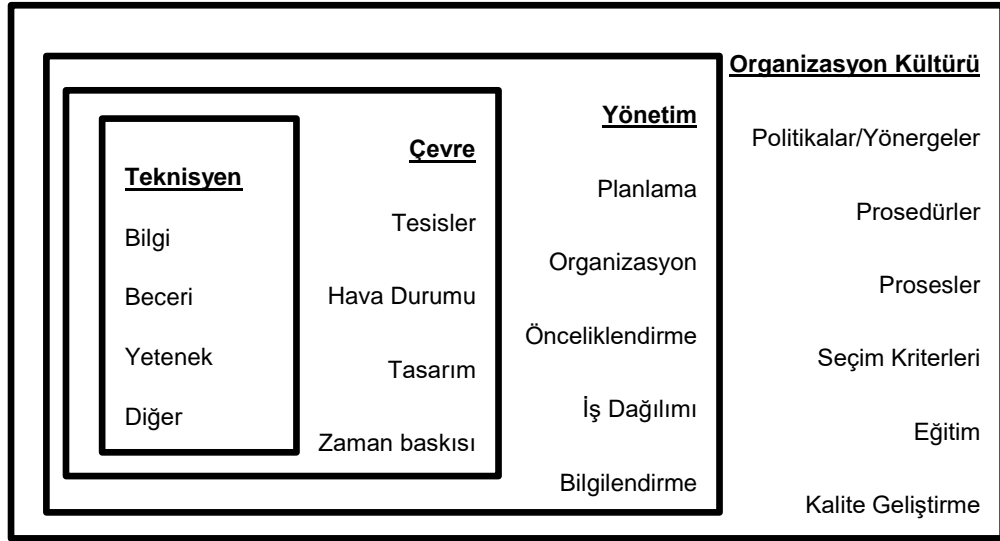 Teknisyen
Bilgi
Beceri
Yetenek
Diğer
Çevre
Tesisler
Hava Durumu
Tasarım
Zaman baskısı
Yönetim
Planlama
Organizasyon
Önceliklendirme
İş Dağılımı
Bilgilendirme
Organizasyon Kültürü
Politikalar/Yönergeler
Prosedürler
Prosesler
Seçim Kriterleri
Eğitim
Kalite Geliştirme